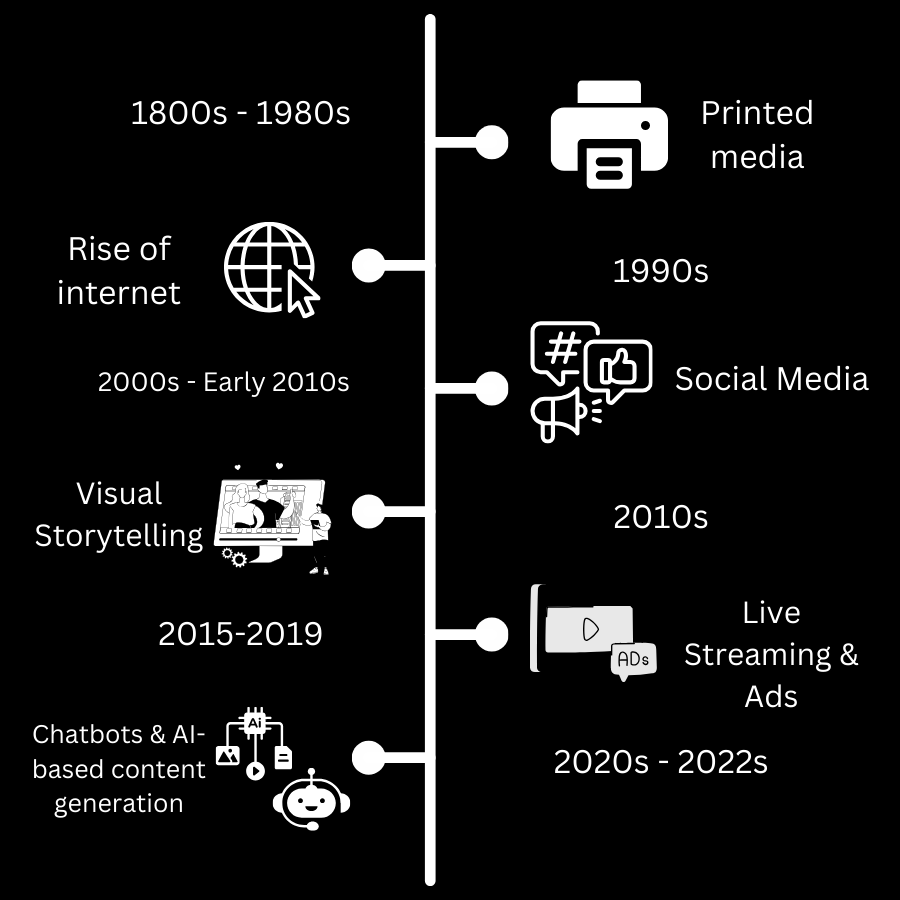 1800s - 1980s
Printed
media
Rise of
internet
1990s
2000s - Early 2010s
#
Social Media
Visual
Storytelling
2010s
2015-2019
ADs
Live
Streaming &
Ads
Chatbots & AI-
based content
generation
Ai
2020s - 2022s